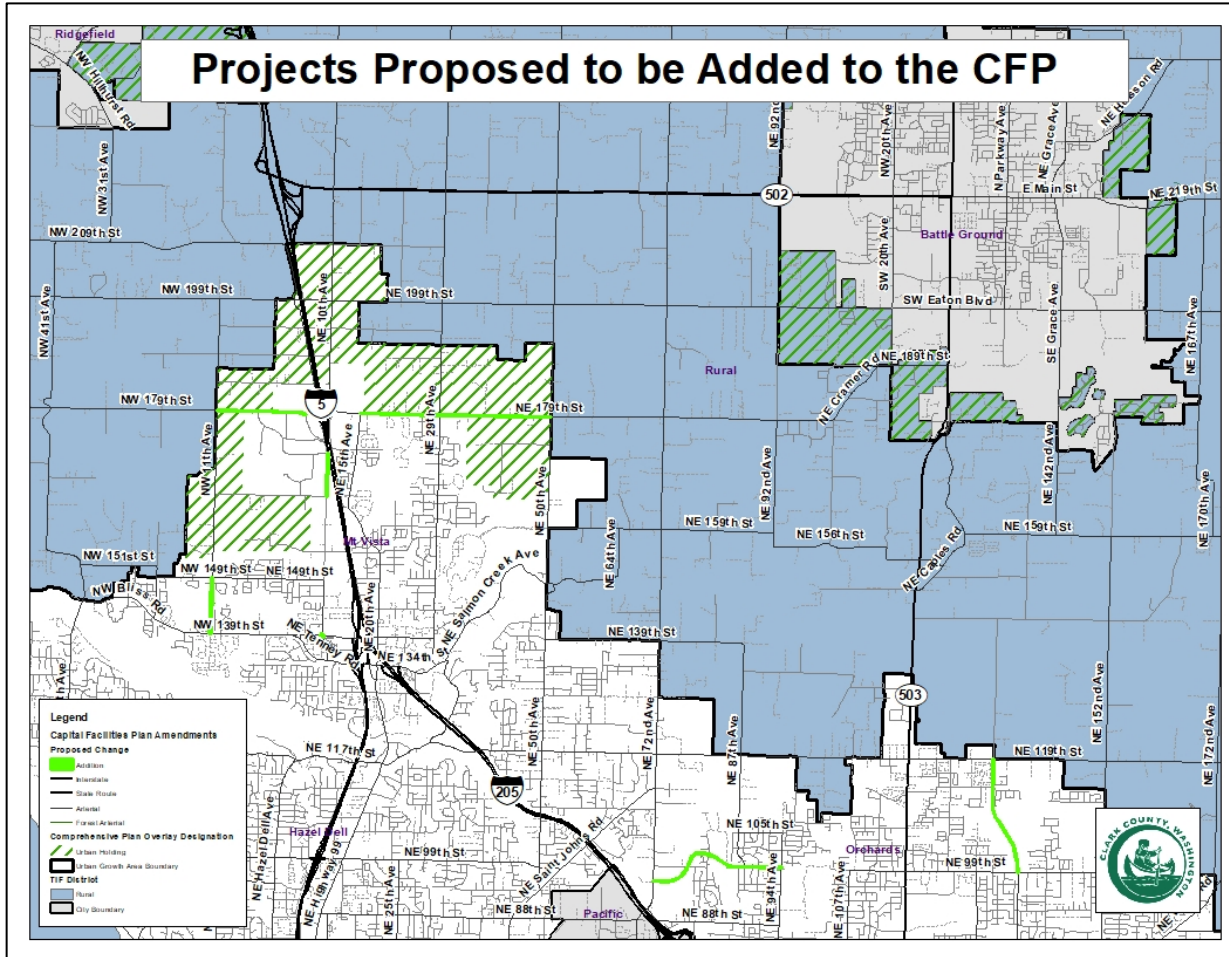 Projects Proposed to be Added to the CFP
Ridgefield
NW Hillhurst Rd
NW 31st Ave
NE 92nd
NW 20th Ave
N Parkway Ave
NE Grace Ave
E Main St
NE 219th St
502
Battle Ground
NW 209th St
NW 41st Ave
NW 199th St
NE 10th Ave
NE 199th St
SW 20th Ave
SW Eaton Blvd
SE Grace Ave
NE 167th Ave
NE 189th St
Rural
NE Cramer Rd
NW 179th St
5
NE 179th St
NE 29th Ave
NW 11th Ave
NE 15th Ave
NE 50th Ave
NE 92nd Ave
NE 142nd Ave
NE 170th Ave
Mt Vista
NE 159th St
NE 156th St
NE 159th St
NW 151st St
NW 149th St
NE 149th St
NE 64th Ave
NE Caples Rd
NW Bliss Rd
NE 20th Ave
NE Salmon Creek Ave
NW 139th St
NE Tenney Rd
NE 134th St
NE 139th St
503
NE 152nd Ave
NE 172nd Ave
NE 50th Ave
NE 72nd Ave
NE 87th Ave
NE 117th St
NE 119th St
205
NE Hazel Dell Ave
Hazel Dell
NE Highway 99
NE 99th St
NE 25th Ave
NE Saint Johns Rd
NE 105th St
NE 94th Ave
NE 107th Ave
Orchards
NE 99th St
NE 88th St
Pacific
NE 88th St
Legend
Capital Facilities Plan Amendments
Proposed Change
Addition
Interstate
State Route
Arterial
Forest Arterial
Comprehensive Plan Overlay Designation
Urban Holding
Urban Growth Area Boundary
TIF District
Rural
City Boundary
CLARK COUNTY, WASHINGTON